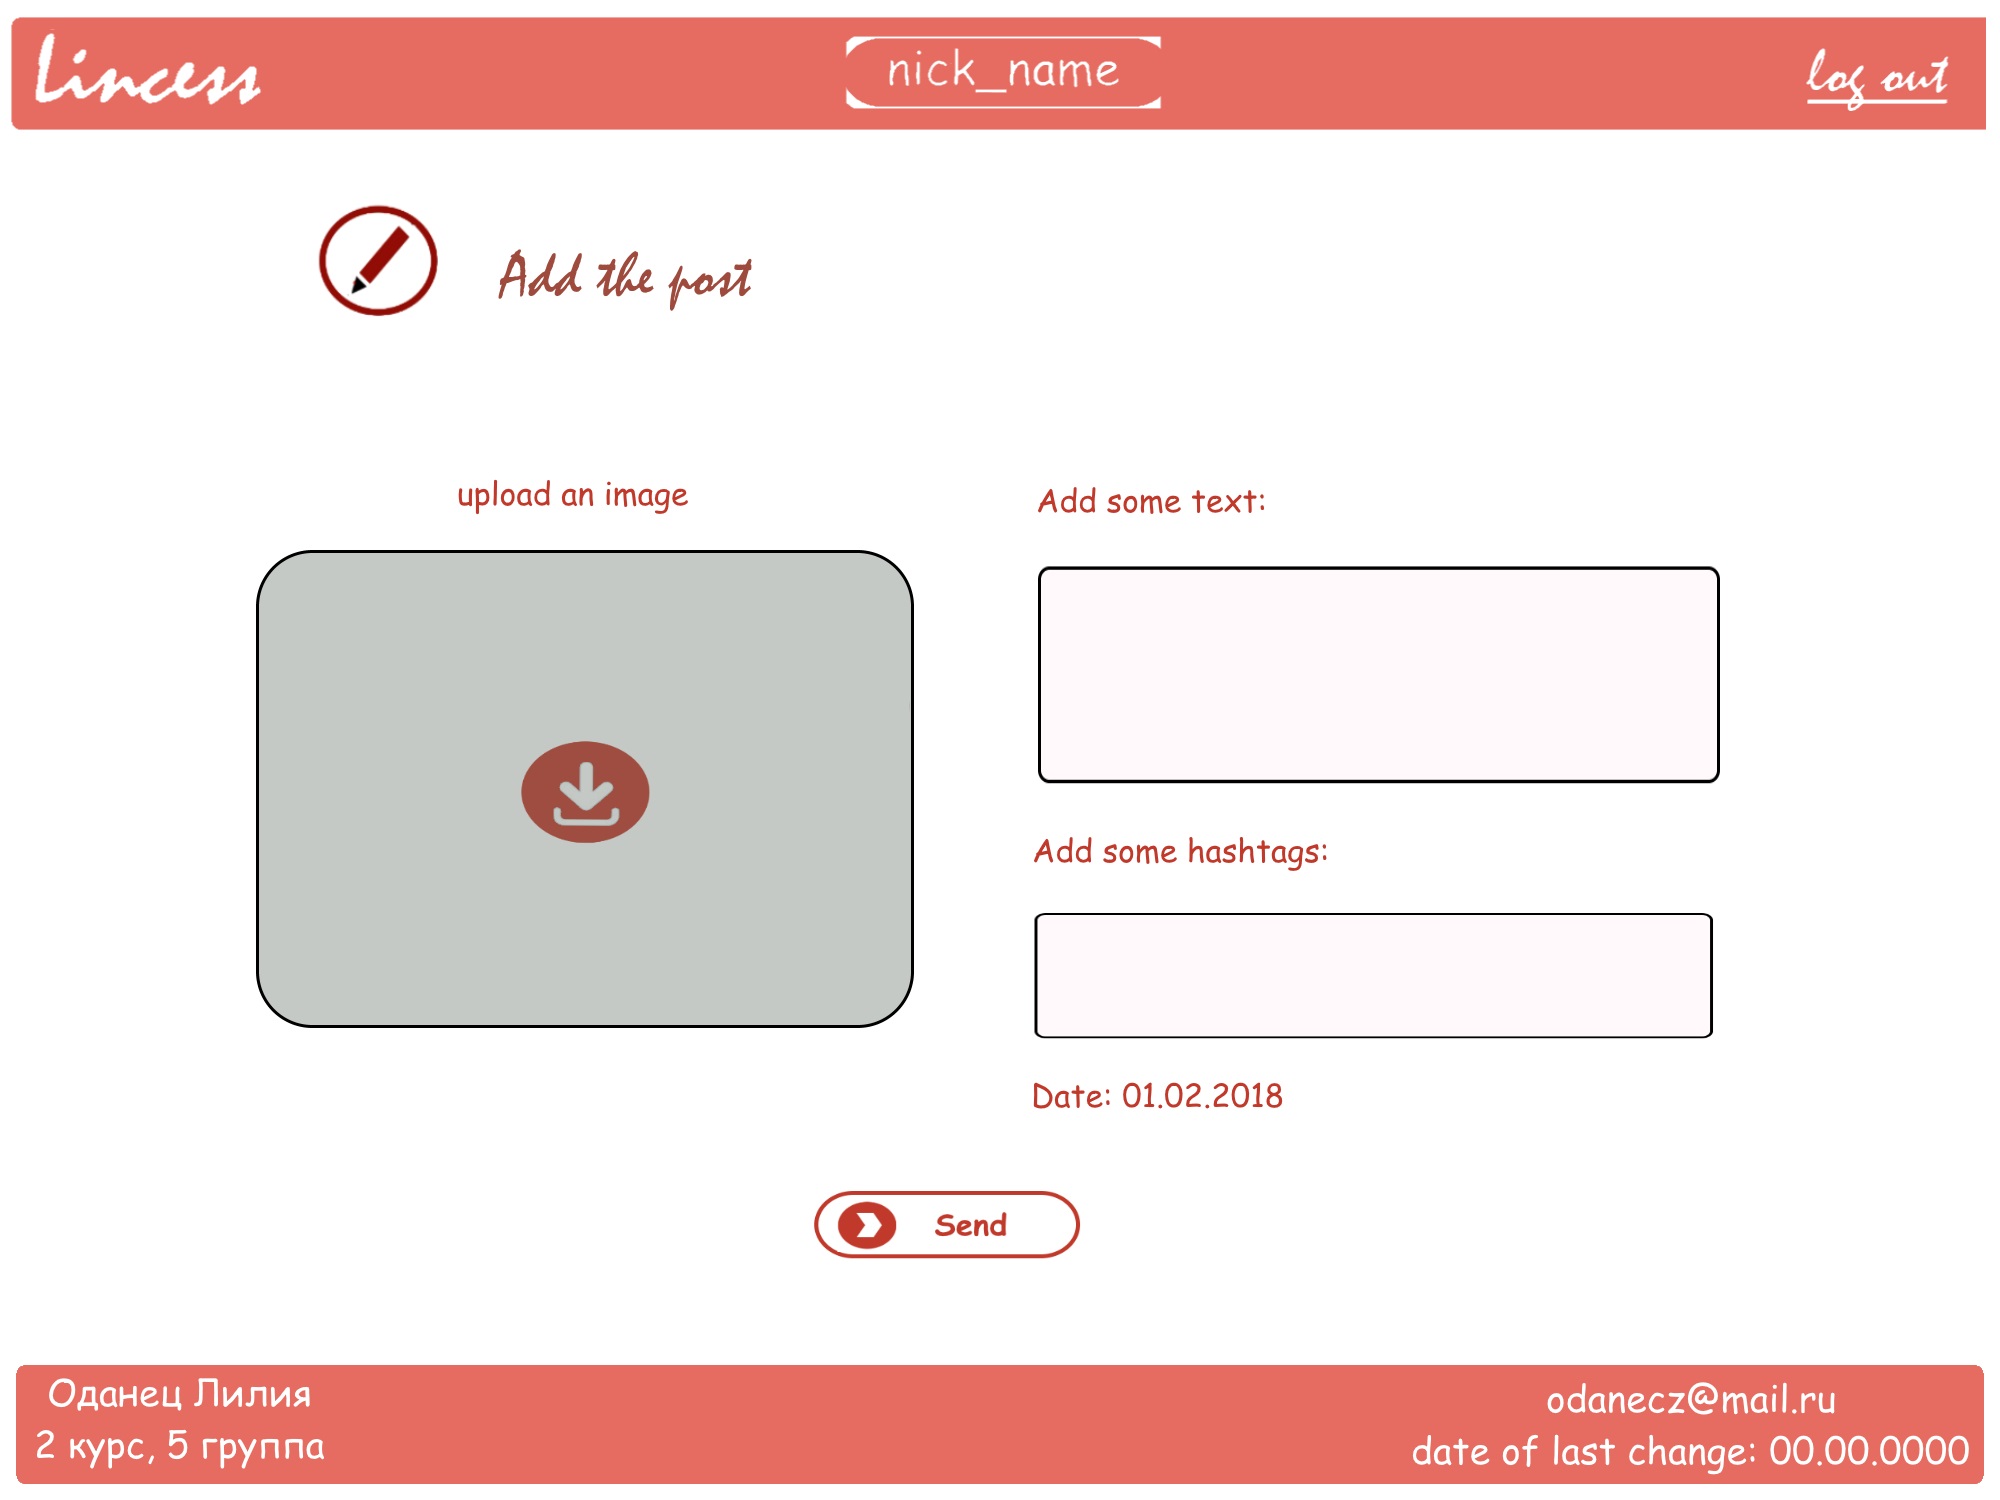 Lincess
nick_name
log out
Add the post
upload an image
Add some text:
Add some hashtags:
Date: 01.02.2018
Send
Оданец Лилия
2 курс, 5 группа
odanecz@mail.ru
date of last change: 00.00.0000